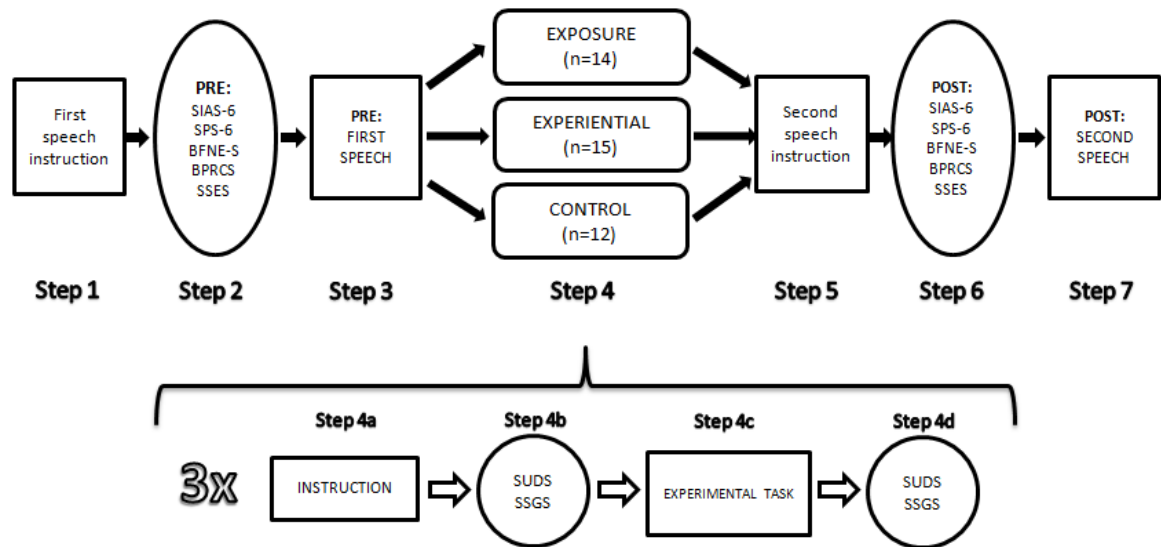 First
speech
instruction
PRE:
SIAS-6
SPS-6
BFNE-S
BPRCS
SSES
PRE:
FIRST
SPEECH
EXPOSURE
(n=14)
EXPERIENTIAL
(n=15)
CONTROL
(n=12)
Second
speech
instruction
POST:
SIAS-6
SPS-6
BFNE-S
BPRCS
SSES
POST:
SECOND
SPEECH
Step 1
Step 2
Step 3
Step 4
Step 5
Step 6
Step 7
3x
Step 4a
INSTRUCTION
Step 4b
SUDS
SSGS
Step 4c
EXPERIMENTAL TASK
Step 4d
SUDS
SSGS